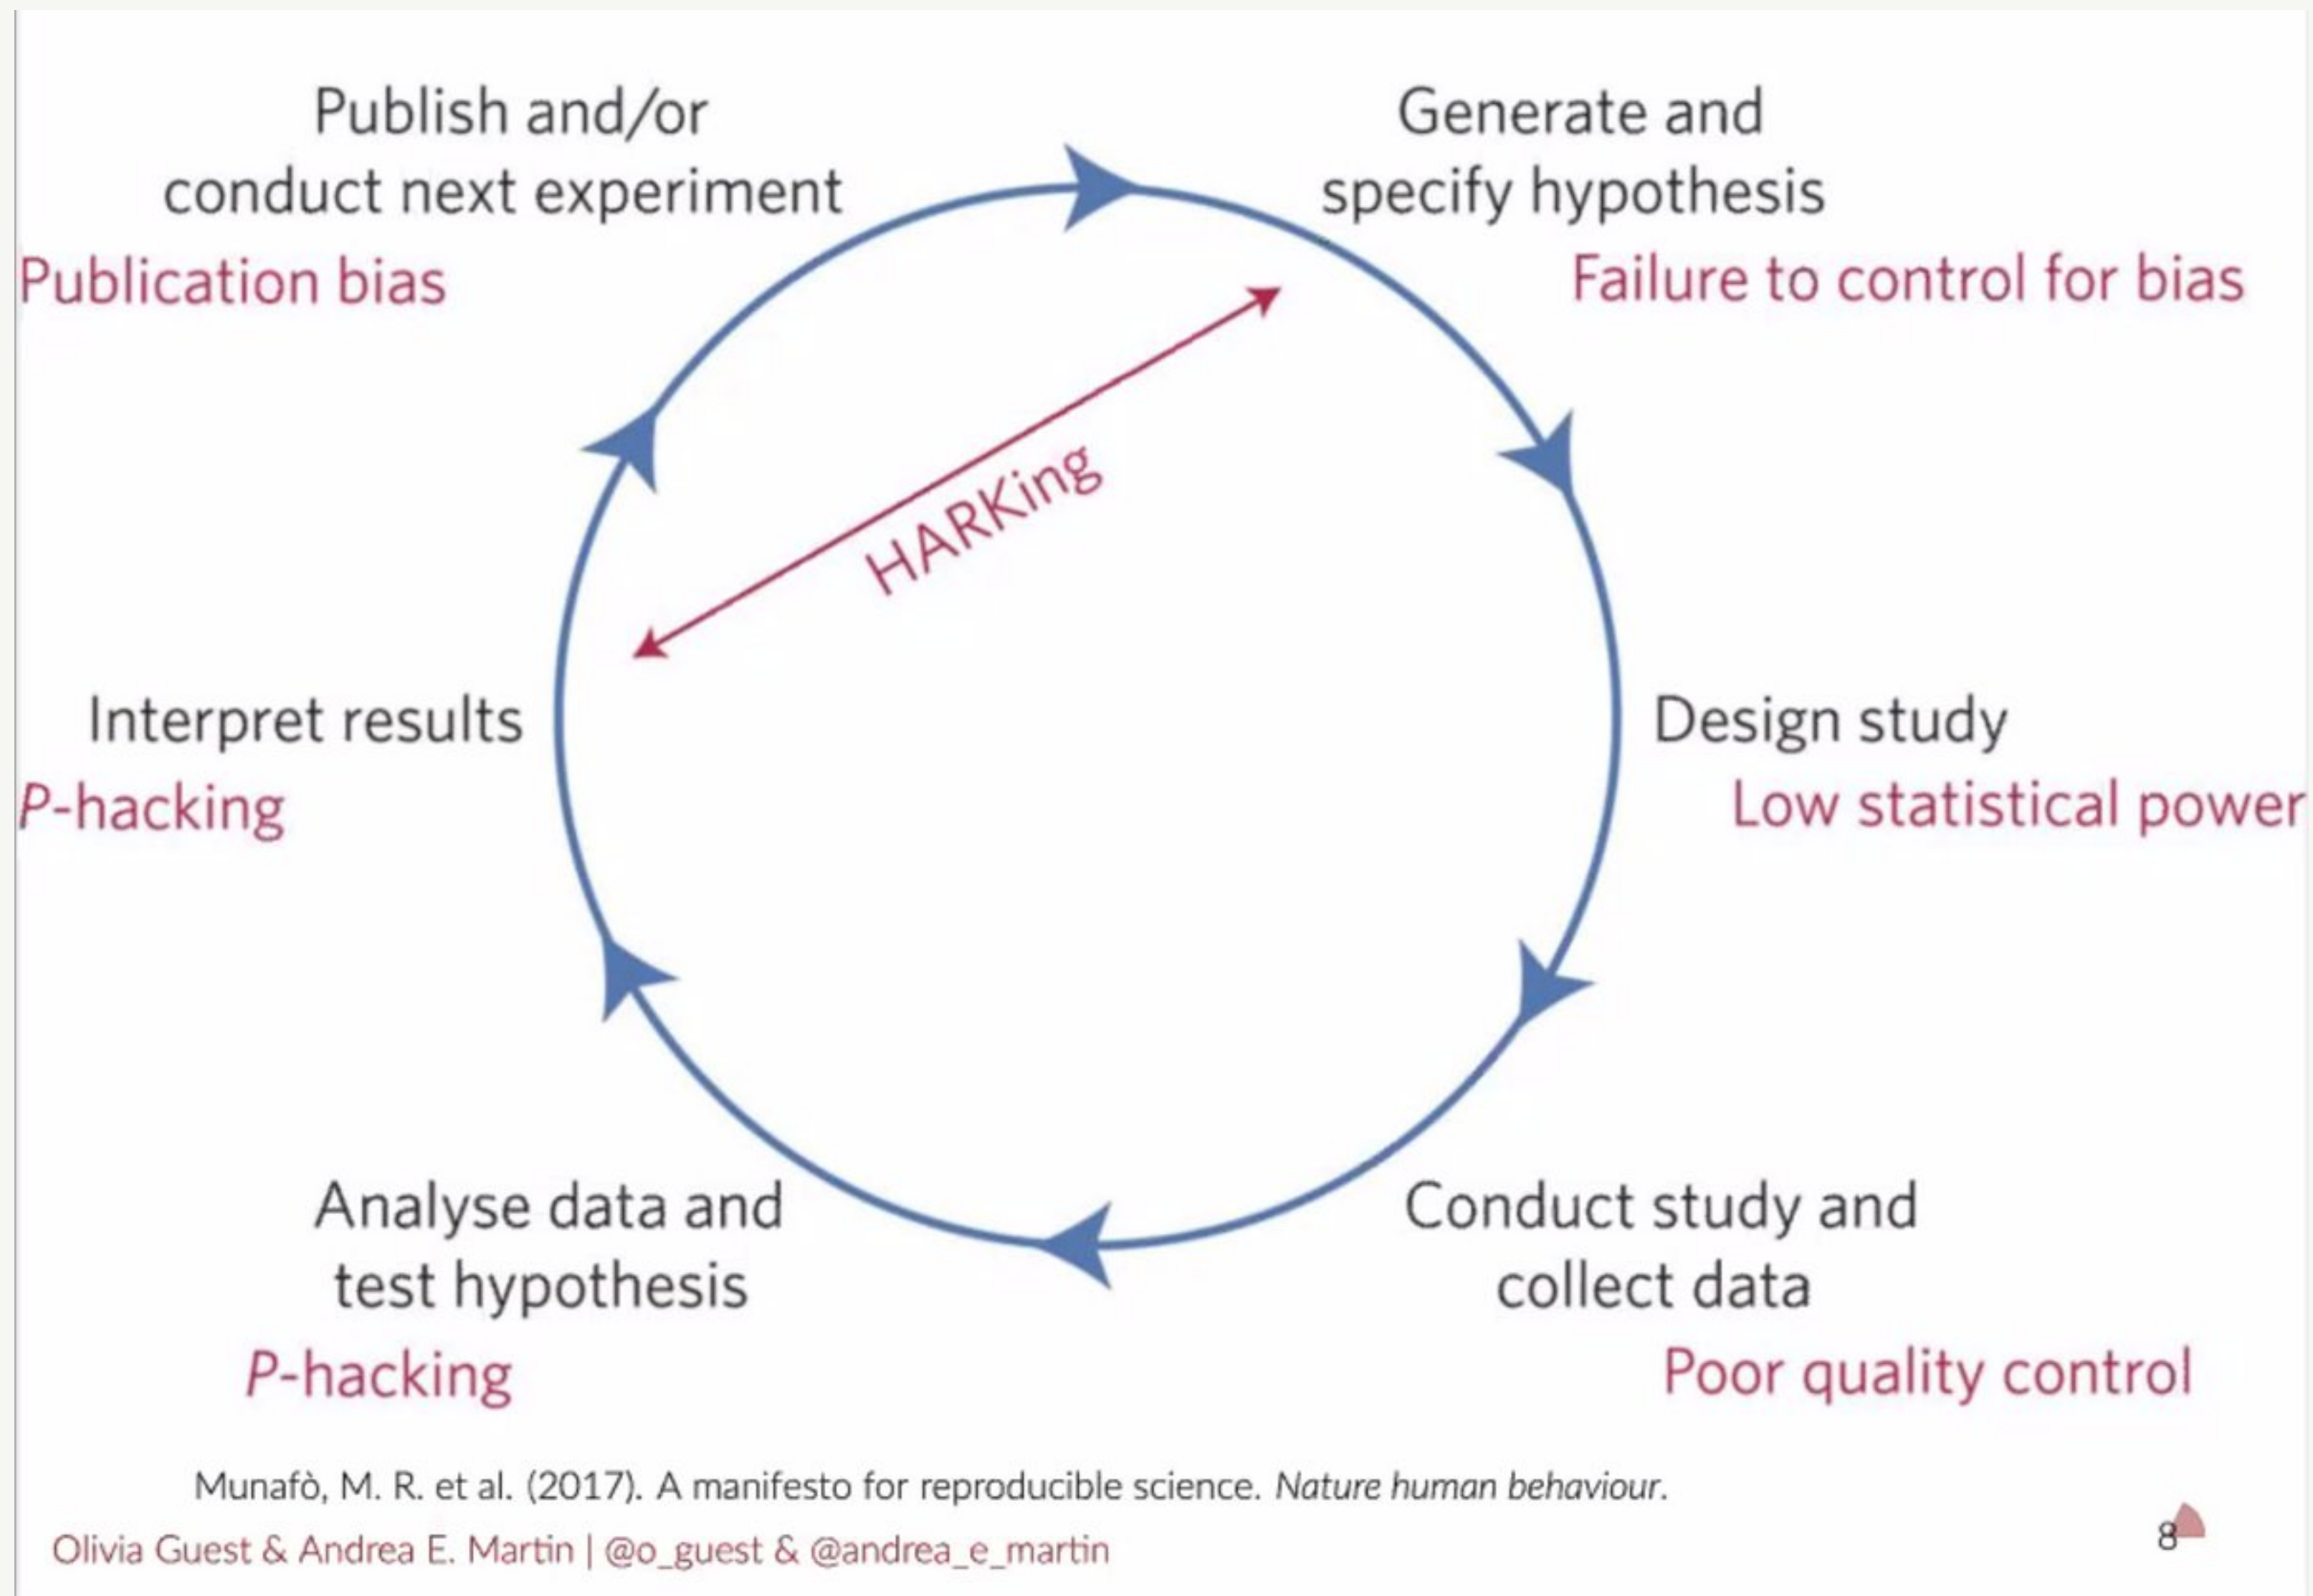 Publish and/or
conduct next experiment
Publication bias
Generate and
specify hypothesis
Failure to control for bias
HARKing
Interpret results
P-hacking
Design study
Low statistical power
Analyse data and
test hypothesis
P-hacking
Conduct study and
collect data
Poor quality control
Munafò, M. R. et al. (2017). A manifesto for reproducible science. Nature human behaviour.
Olivia Guest & Andrea E. Martin | @o_guest & @andrea_e_martin
8